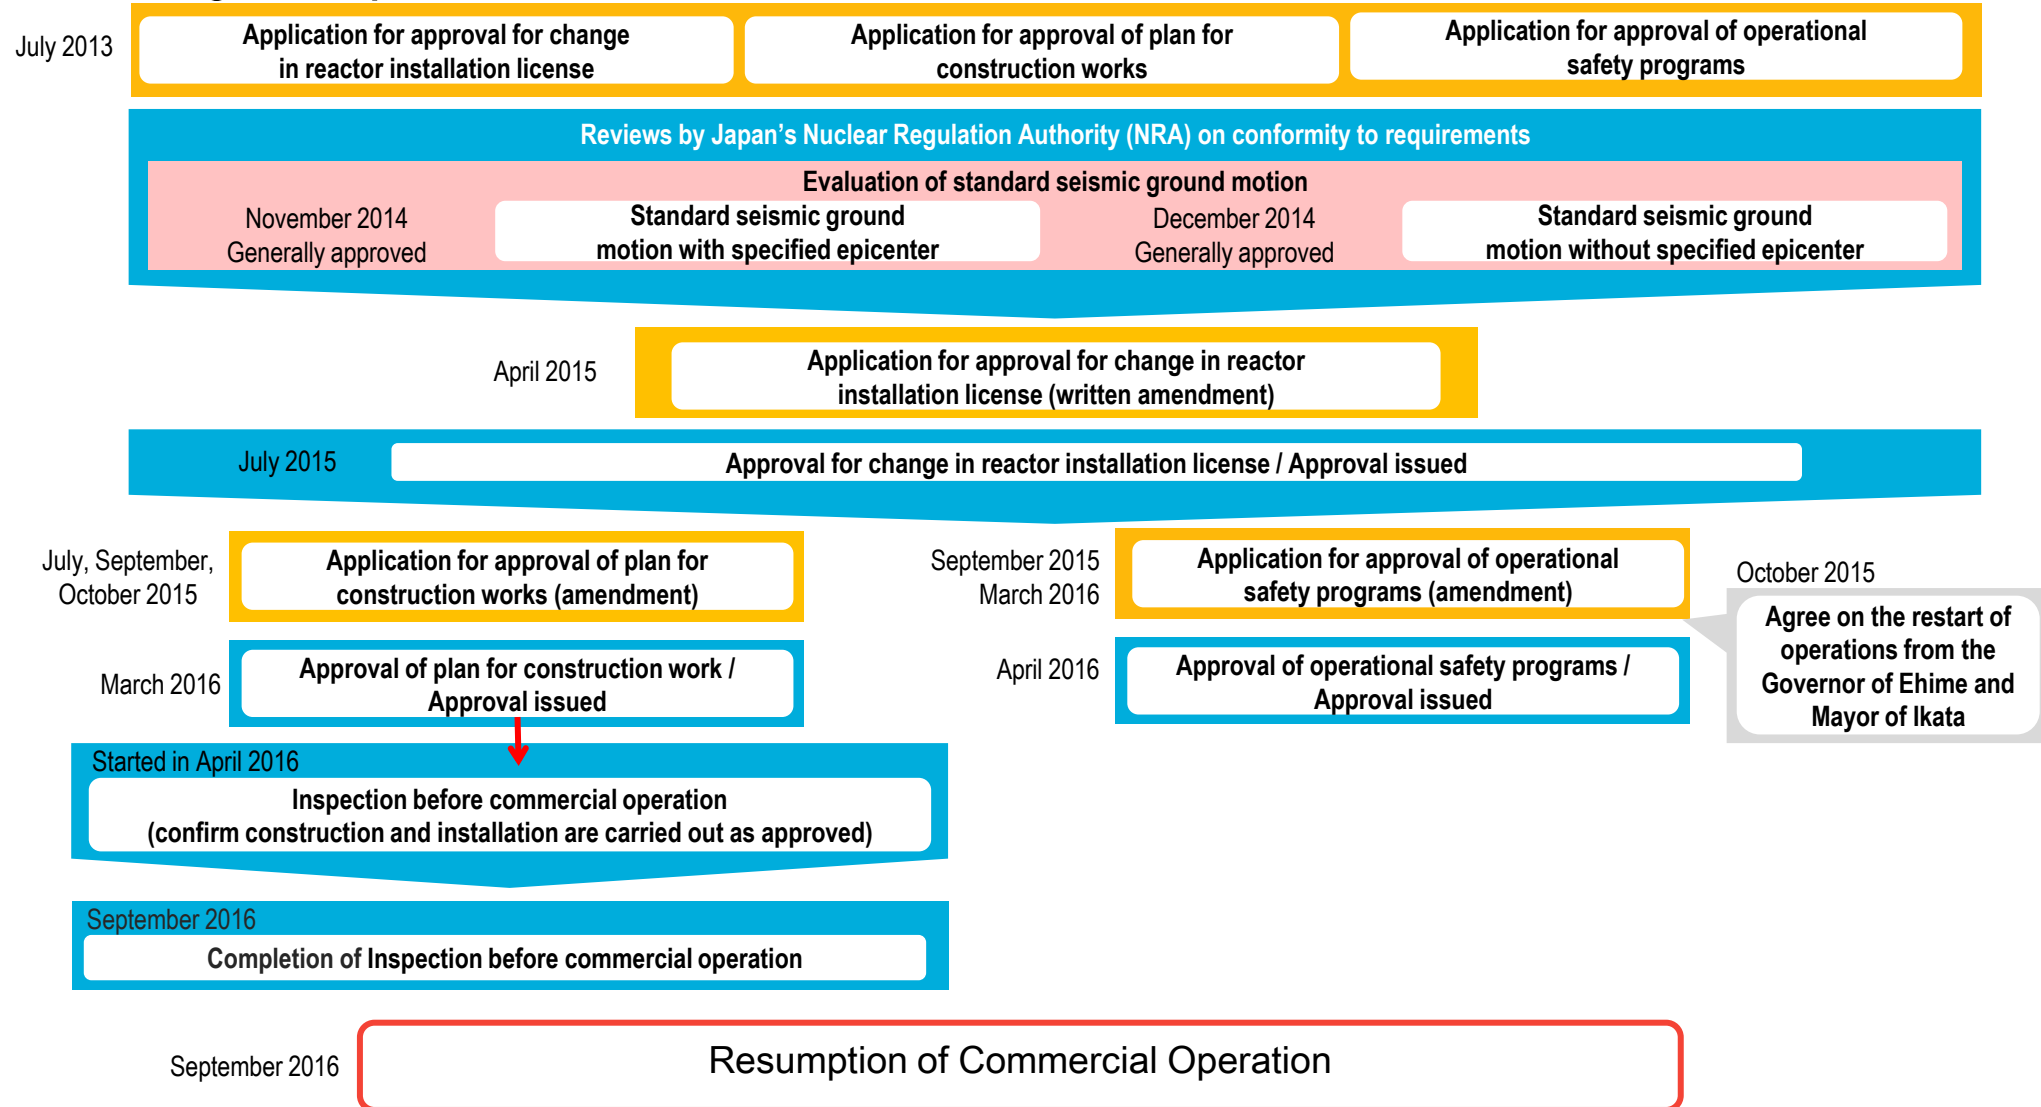 July 2013
Application for approval for change
in reactor installation license
Application for approval of plan for
construction works
Application for approval of operational
safety programs
Reviews by Japan's Nuclear Regulation Authority (NRA) on conformity to requirements
Evaluation of standard seismic ground motion
November 2014
Generally approved
Standard seismic ground
motion with specified epicenter
December 2014
Generally approved
Standard seismic ground
motion without specified epicenter
April 2015
Application for approval for change in reactor
installation license (written amendment)
July 2015
Approval for change in reactor installation license / Approval issued
July, September,
October 2015
Application for approval of plan for
construction works (amendment)
September 2015
March 2016
Application for approval of operational
safety programs (amendment)
October 2015
Agree on the restart of
operations from the
Governor of Ehime and
Mayor of Ikata
March 2016
Approval of plan for construction work /
Approval issued
April 2016
Approval of operational safety programs /
Approval issued
Started in April 2016
Inspection before commercial operation
(confirm construction and installation are carried out as approved)
September 2016
Completion of Inspection before commercial operation
September 2016
Resumption of Commercial Operation